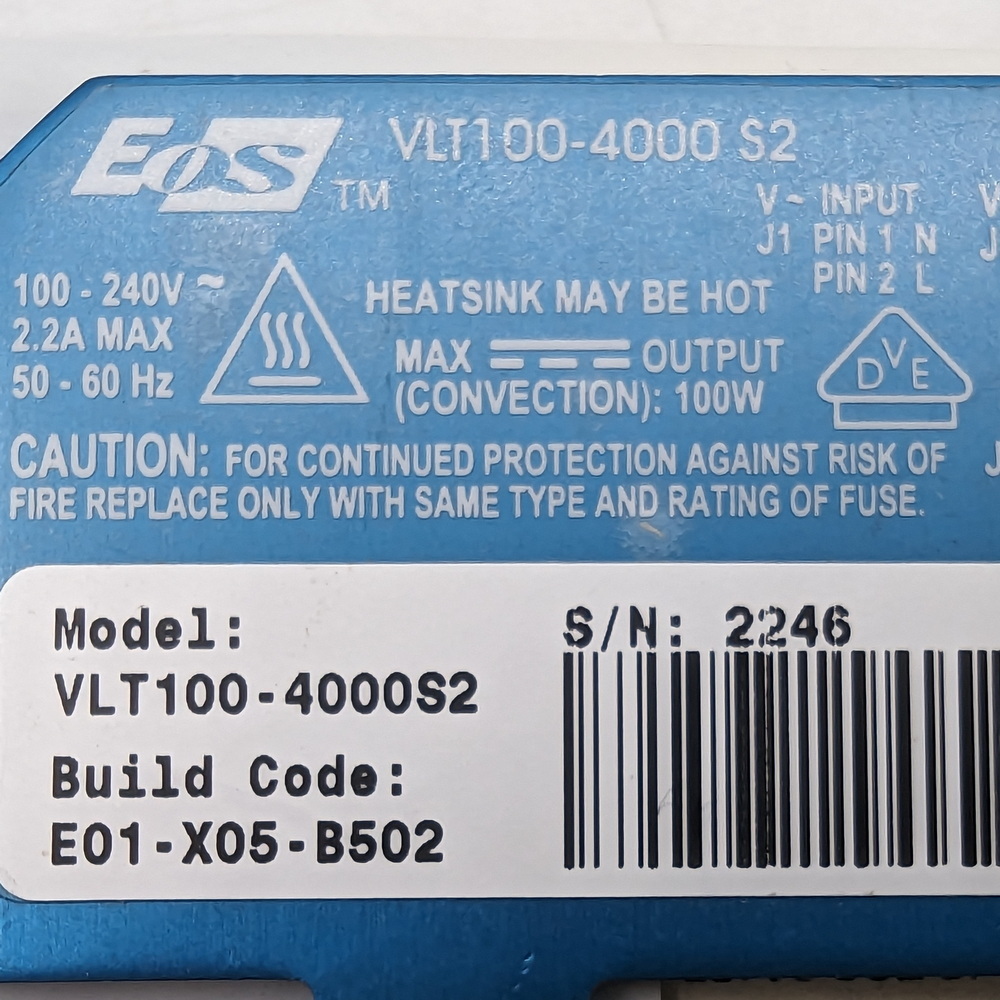 EOS TM
VLT100-4000 S2
V~ INPUT
J1 PIN 1 N
PIN 2 L
100 - 240V ~
2.2A MAX
50 - 60 Hz
HEATSINK MAY BE HOT
MAX OUTPUT
(CONVECTION): 100W
D V E
CAUTION: FOR CONTINUED PROTECTION AGAINST RISK OF
FIRE REPLACE ONLY WITH SAME TYPE AND RATING OF FUSE.
Model:
VLT100-4000S2
Build Code:
E01-X05-B502
S/N: 2246